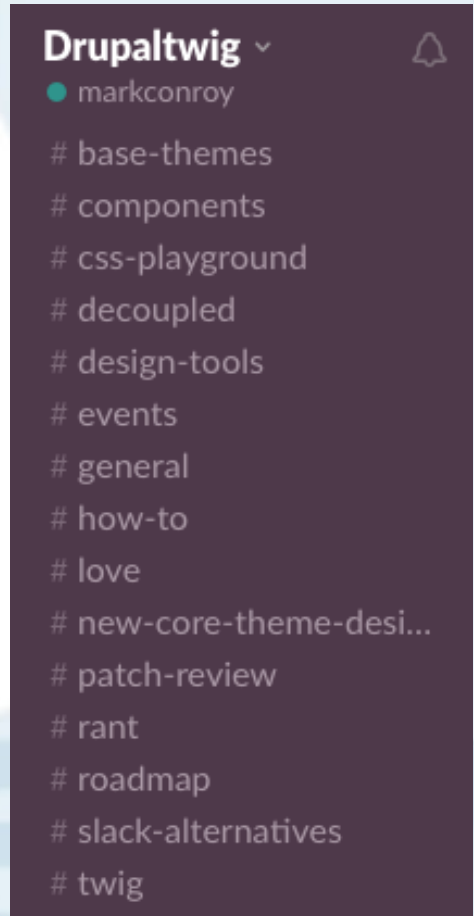 Drupaltwig
markconroy
# base-themes
# components
# css-playground
# decoupled
# design-tools
# events
# general
# how-to
# love
# new-core-theme-desi...
# patch-review
# rant
# roadmap
# slack-alternatives
# twig